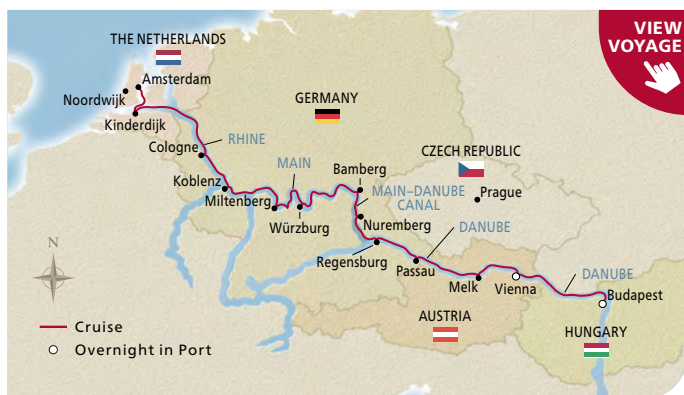 VIEW
VOYAGE
THE NETHERLANDS
Amsterdam
Noordwijk
Kinderdijk
GERMANY
Cologne
RHINE
CZECH REPUBLIC
Koblenz
MAIN
Bamberg
Miltenberg
MAIN–DANUBE
CANAL
Prague
Würzburg
Nuremberg
DANUBE
N
Regensburg
Passau
Melk
Vienna
DANUBE
Budapest
Cruise
AUSTRIA
Overnight in Port
HUNGARY